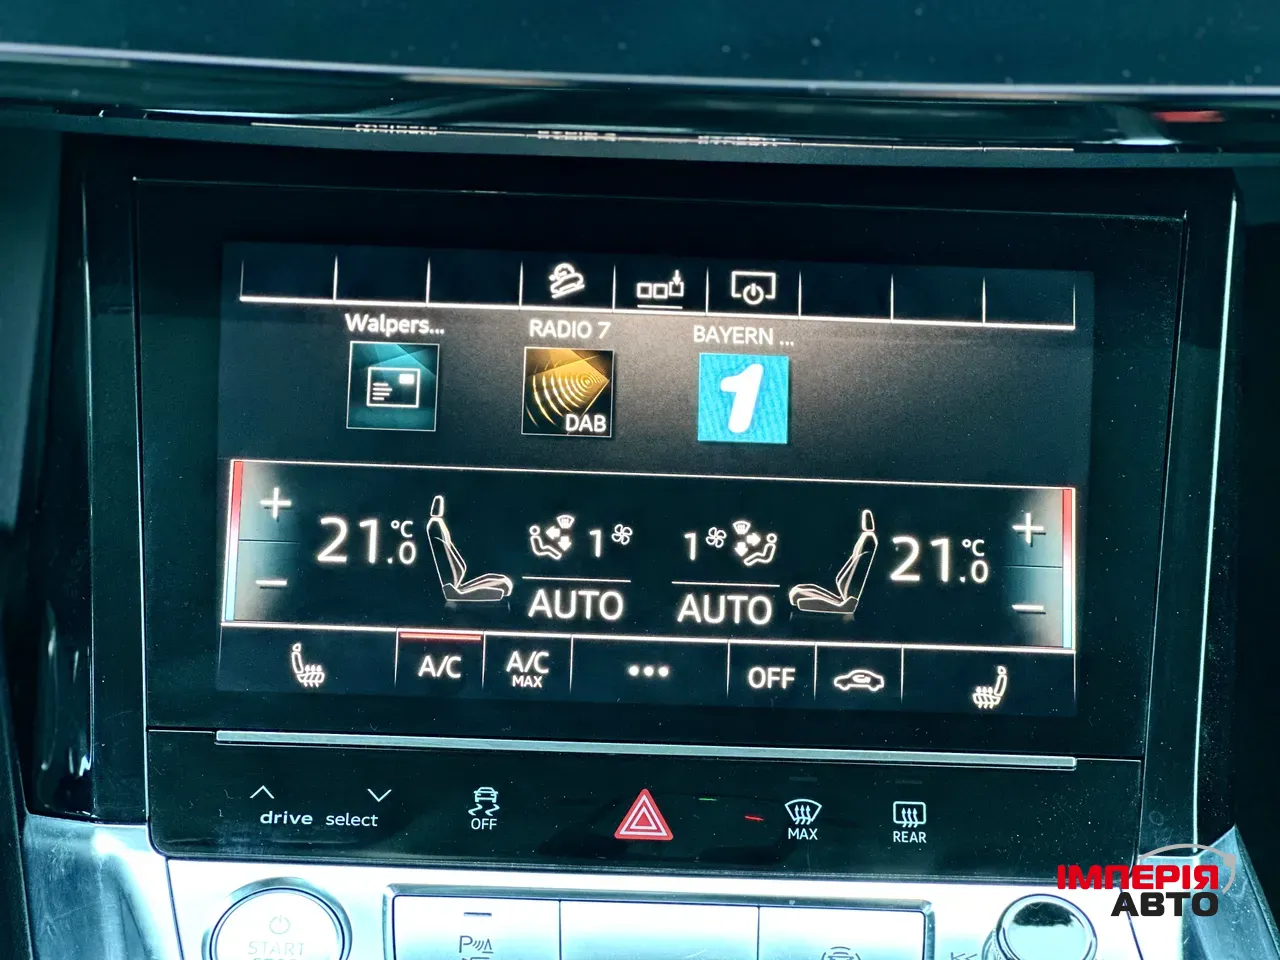 Walpers...
RADIO 7
BAYERN ...
DAB
1
+
+
21.0 °C
1
1
21.0 °C
−
−
AUTO
AUTO
A/C
A/C
MAX
•••
OFF
drive select
OFF
MAX
REAR
START
P
ІМПЕРІЯ
АВТО